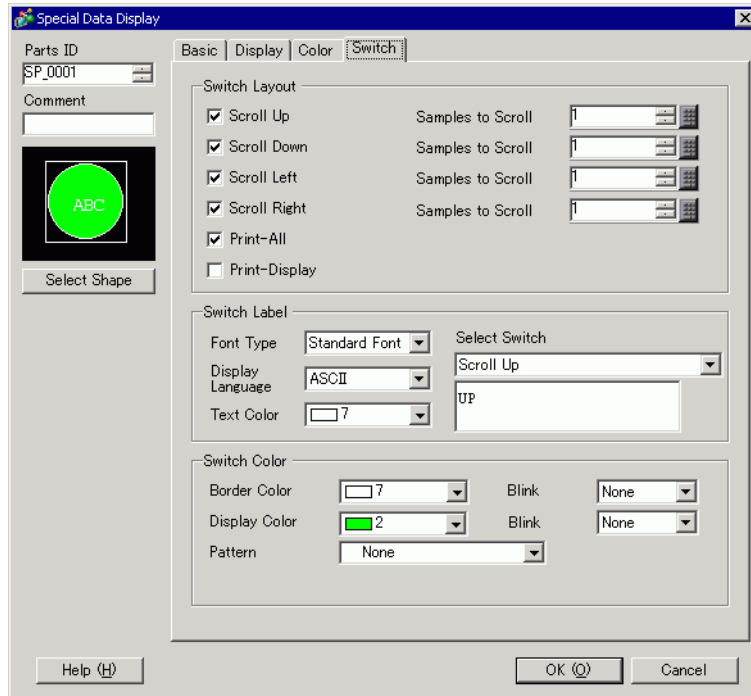 Special Data Display
Parts ID
SP_0001
Comment
ABC
Select Shape
Basic Display Color Switch
Switch Layout
Scroll Up Samples to Scroll 1
Scroll Down Samples to Scroll 1
Scroll Left Samples to Scroll 1
Scroll Right Samples to Scroll 1
Print-All
Print-Display
Switch Label
Font Type Standard Font
Display Language ASCII
Text Color 7
Select Switch
Scroll Up
UP
Switch Color
Border Color 7 Blink None
Display Color 2 Blink None
Pattern None
Help (H) OK (O) Cancel